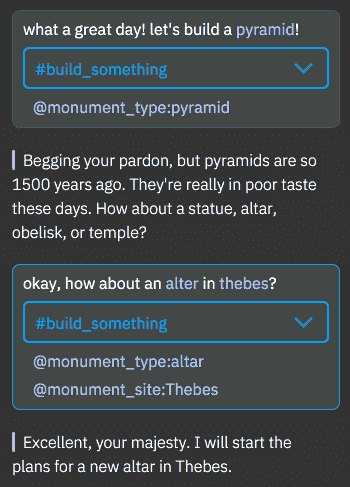 what a great day! let's build a pyramid!
#build_something
@monument_type:pyramid
Begging your pardon, but pyramids are so
1500 years ago. They're really in poor taste
these days. How about a statue, altar,
obelisk, or temple?
okay, how about an alter in thebes?
#build_something
@monument_type:altar
@monument_site:Thebes
Excellent, your majesty. I will start the
plans for a new altar in Thebes.